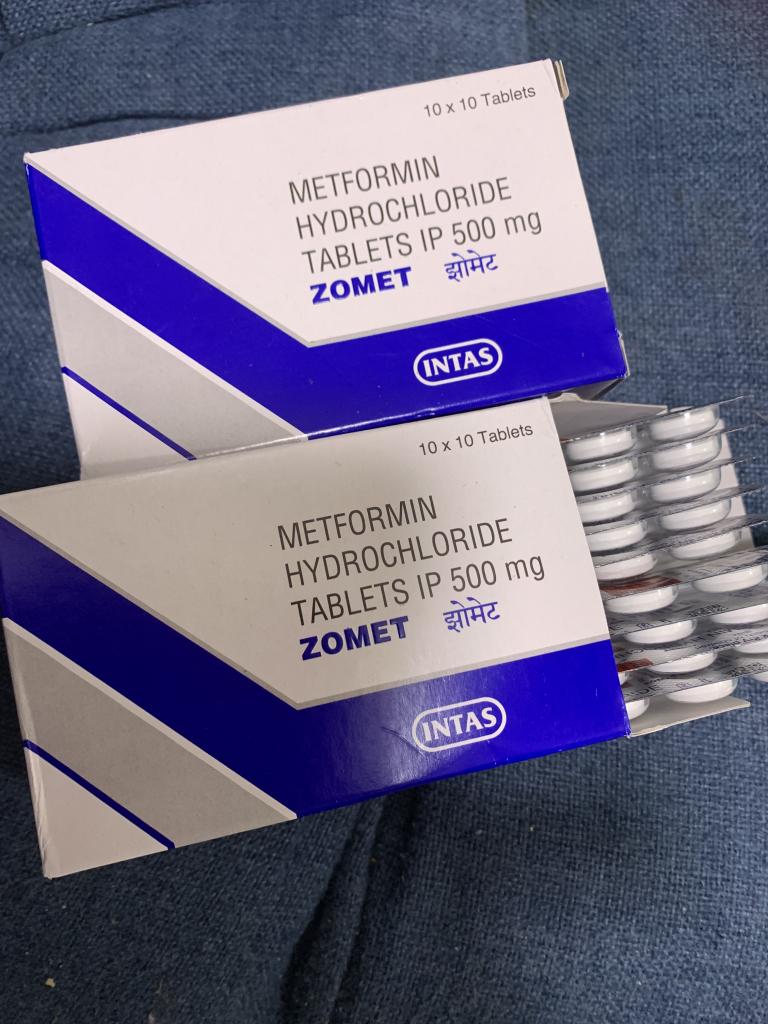 10 x 10 Tablets
METFORMIN
HYDROCHLORIDE
TABLETS IP 500 mg
ZOMET झोमेट
INTAS
10 x 10 Tablets
METFORMIN
HYDROCHLORIDE
TABLETS IP 500 mg
ZOMET झोमेट
INTAS